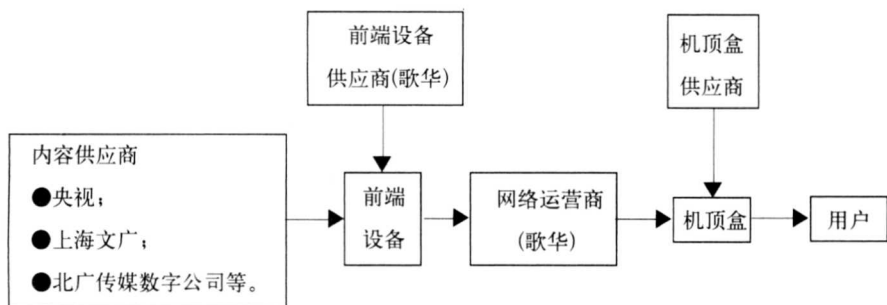 前端设备
供应商(歌华)
机顶盒
供应商
内容供应商
●央视；
●上海文广；
●北广传媒数字公司等。
前端
设备
网络运营商
(歌华)
机顶盒
用户